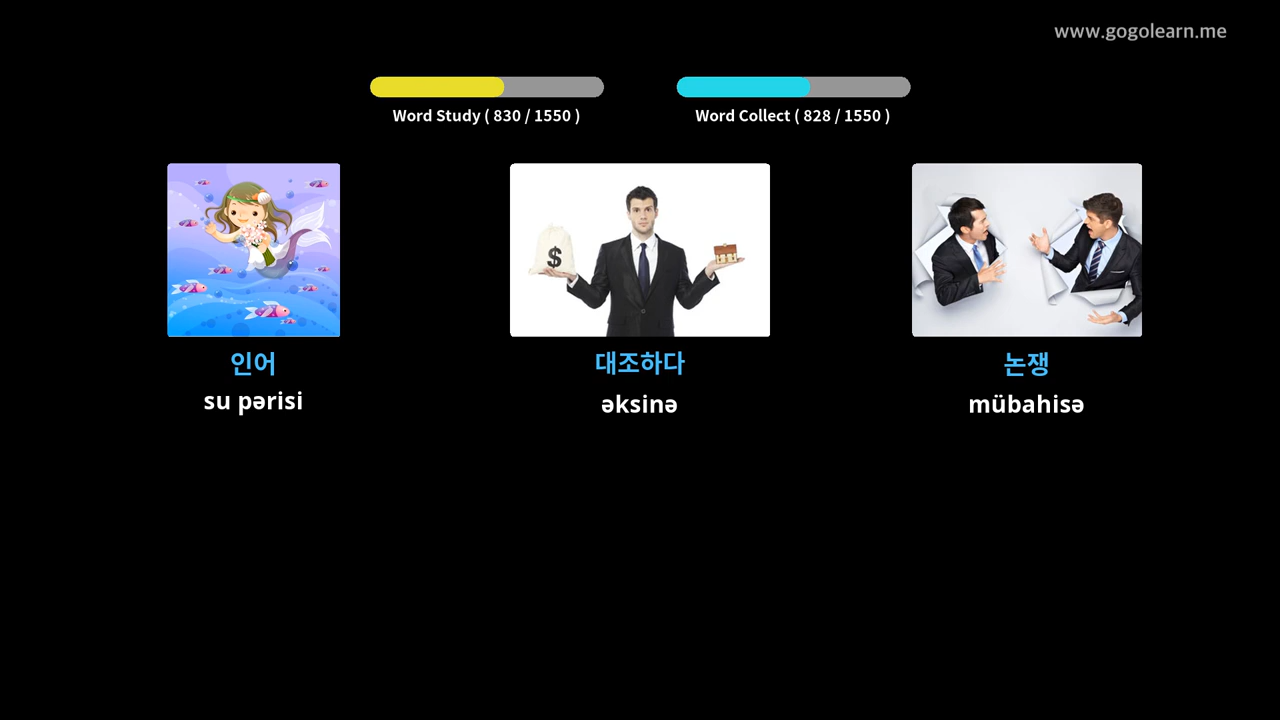 www.gogolearn.me
Word Study ( 830 / 1550 )
Word Collect ( 828 / 1550 )
$
인어
대조하다
논쟁
su pərisi
əksinə
mübahisə